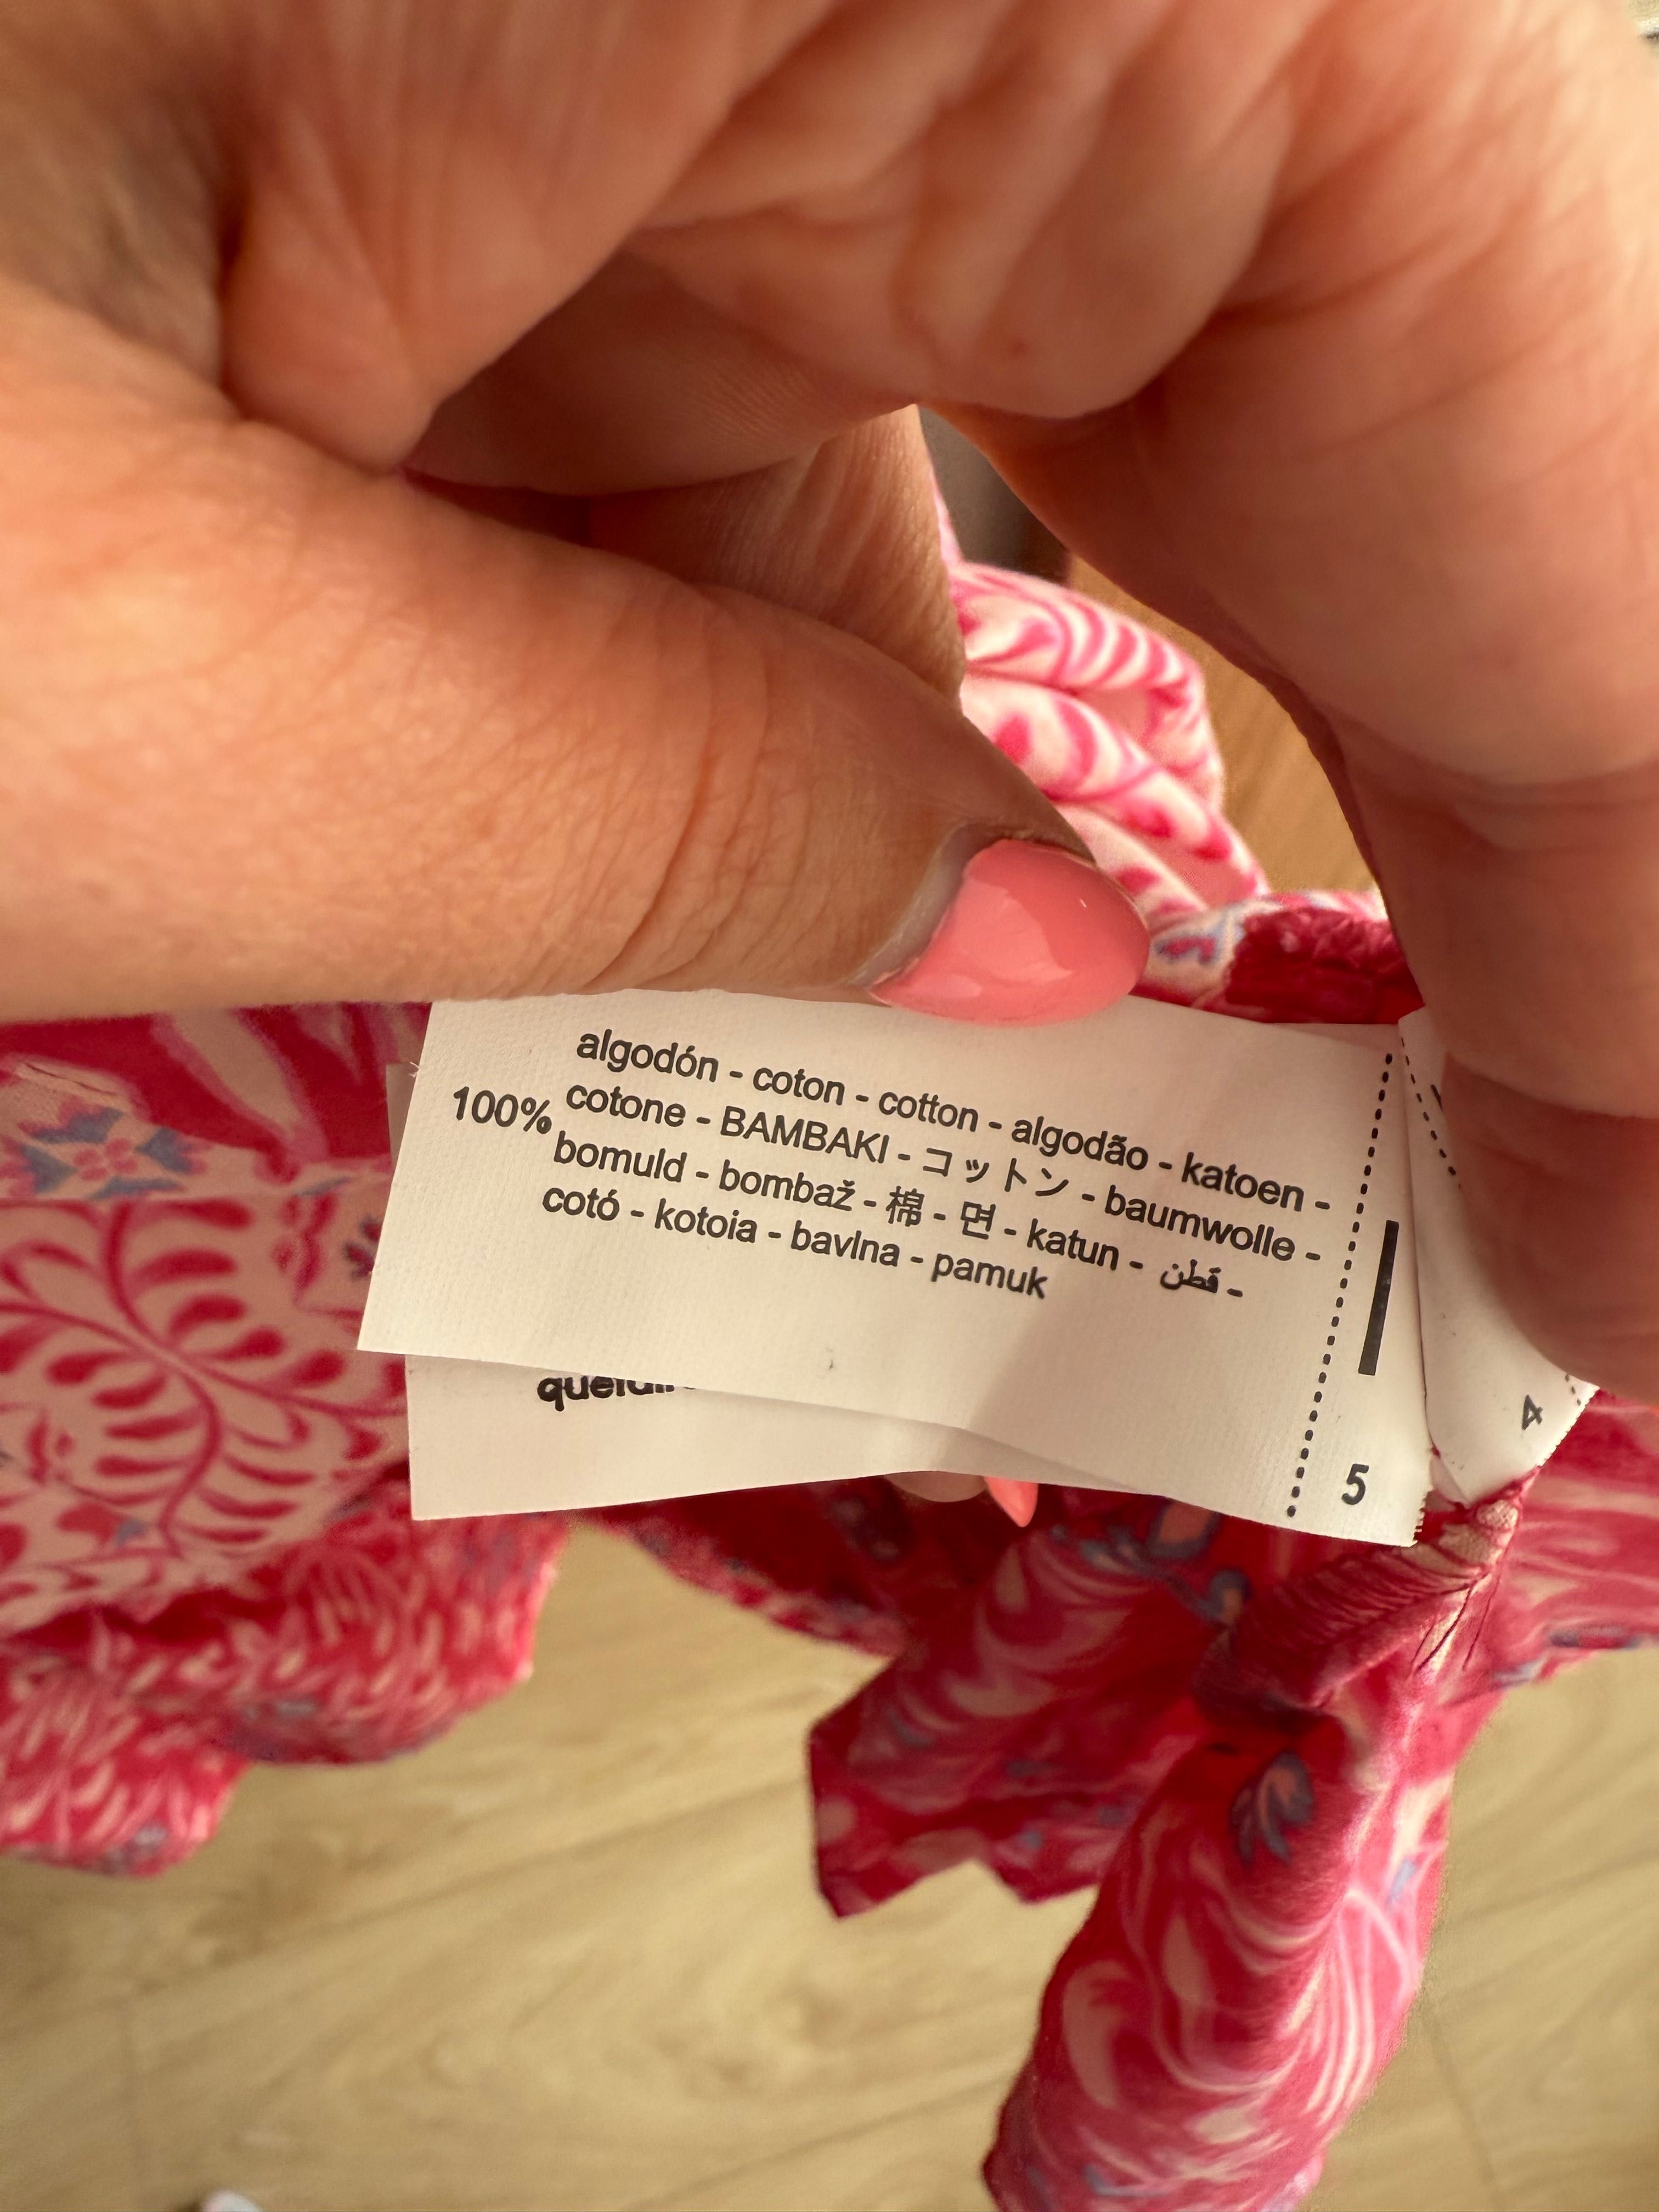 algodón - coton - cotton - algodão - katoen -
100% cotone - BAMBAKI - コットン - baumwolle -
bomuld - bombaž - 棉 - 면 - katun - قطن -
cotó - kotoia - bavlna - pamuk
5
4